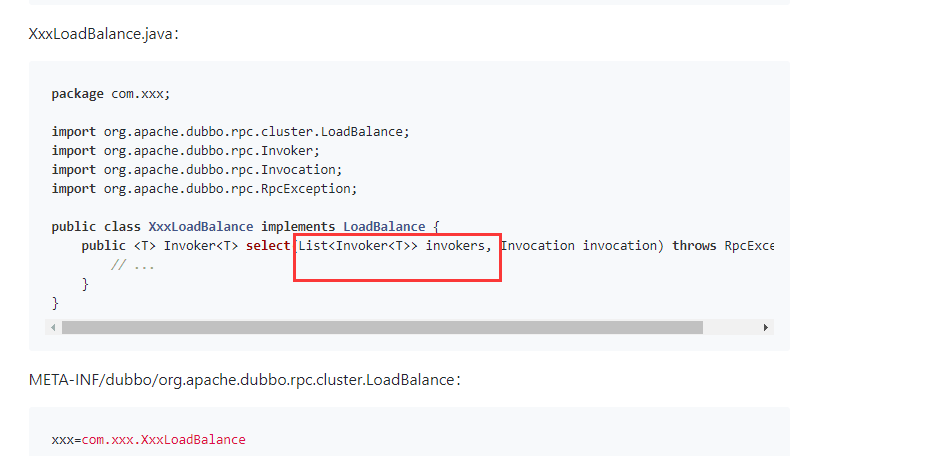 XxxLoadBalance.java：
package com.xxx;
import org.apache.dubbo.rpc.cluster.LoadBalance;
import org.apache.dubbo.rpc.Invoker;
import org.apache.dubbo.rpc.Invocation;
import org.apache.dubbo.rpc.RpcException;
public class XxxLoadBalance implements LoadBalance {
public <T> Invoker<T> select(List<Invoker<T>> invokers, Invocation invocation) throws RpcExce
// ...
}
}
META-INF/dubbo/org.apache.dubbo.rpc.cluster.LoadBalance：
xxx=com.xxx.XxxLoadBalance